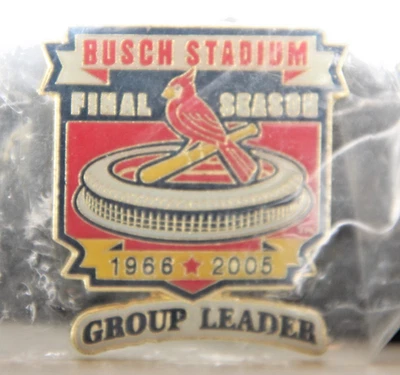 BUSCH STADIUM
FINAL SEASON
1966 ★ 2005
GROUP LEADER